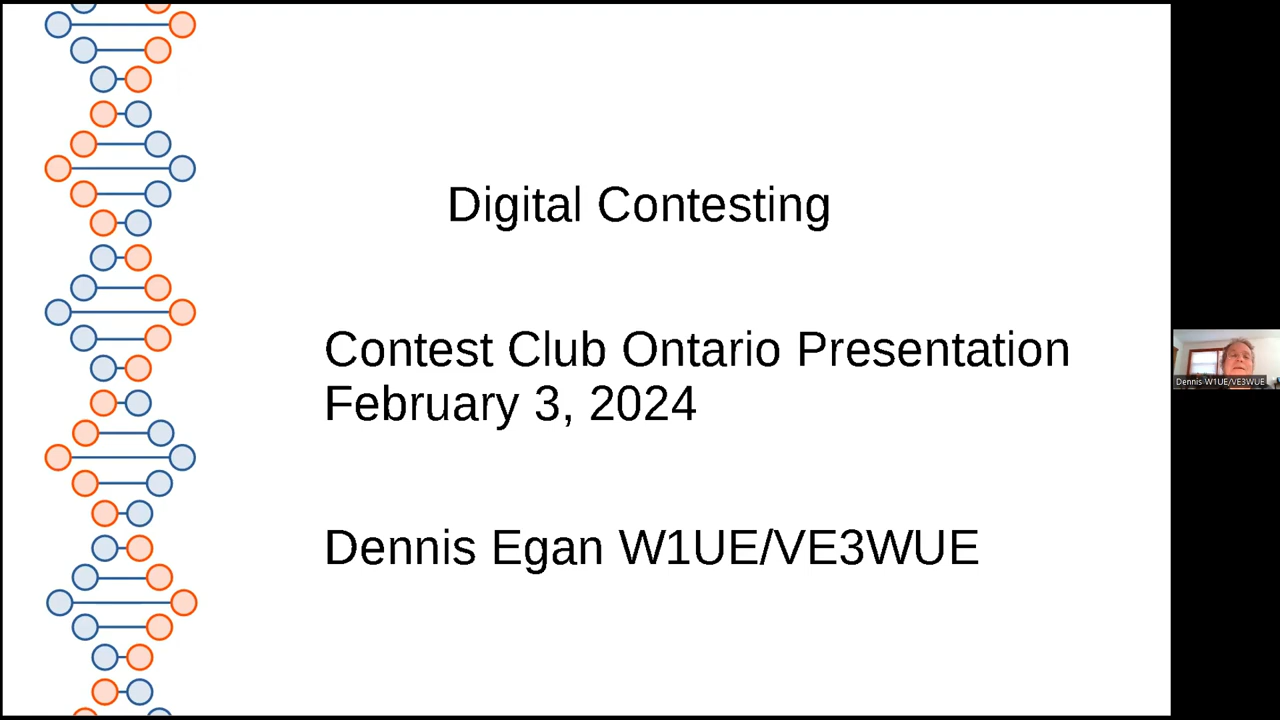 Digital Contesting
Contest Club Ontario Presentation
February 3, 2024
Dennis Egan W1UE/VE3WUE
Dennis W1UE/VE3WUE